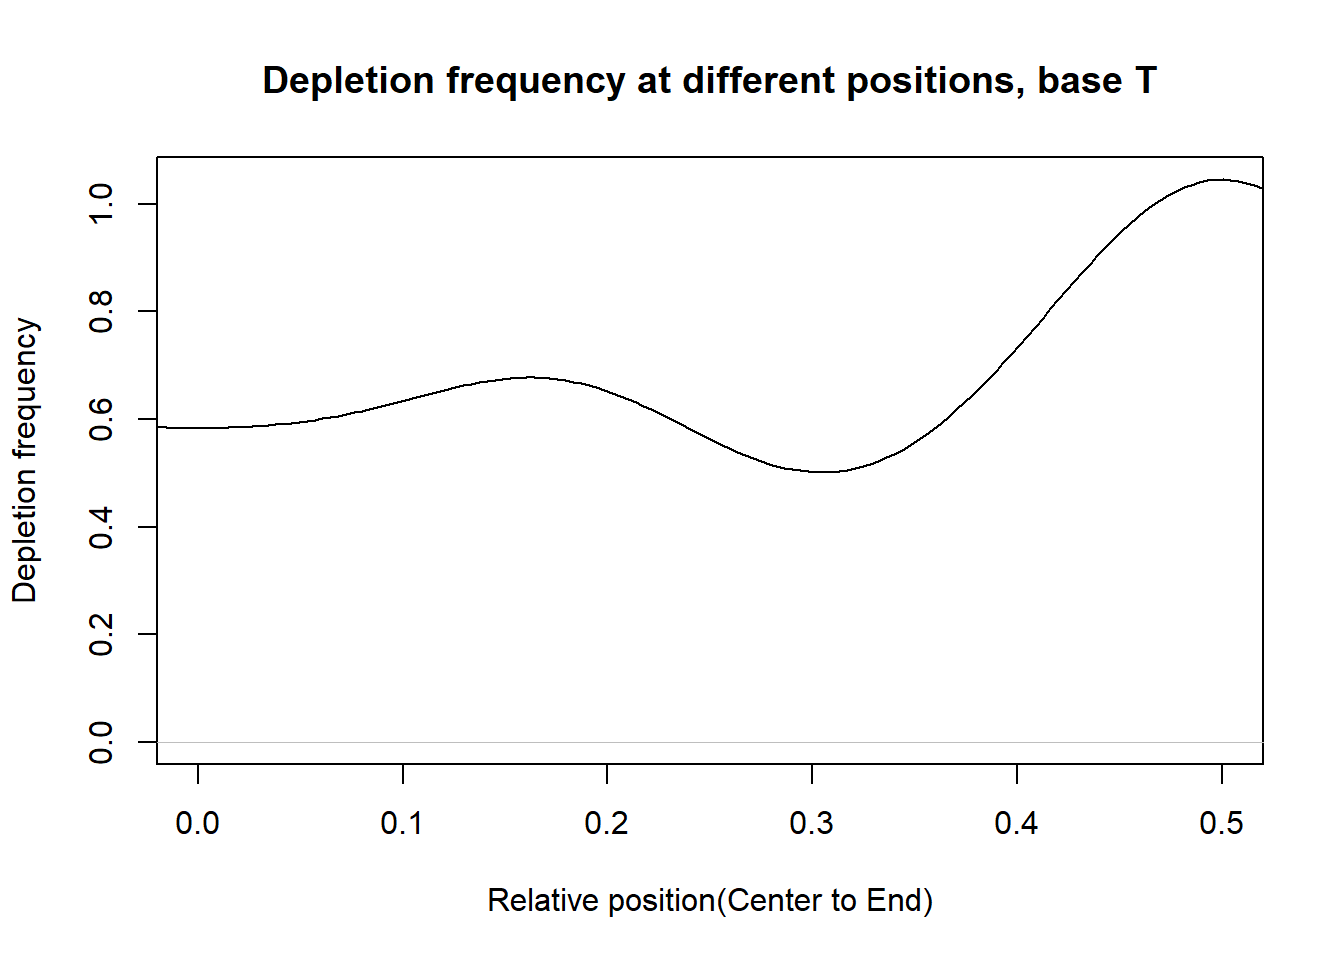 Depletion frequency at different positions, base T
Depletion frequency
1.0
0.8
0.6
0.4
0.2
0.0
0.0 0.1 0.2 0.3 0.4 0.5
Relative position(Center to End)